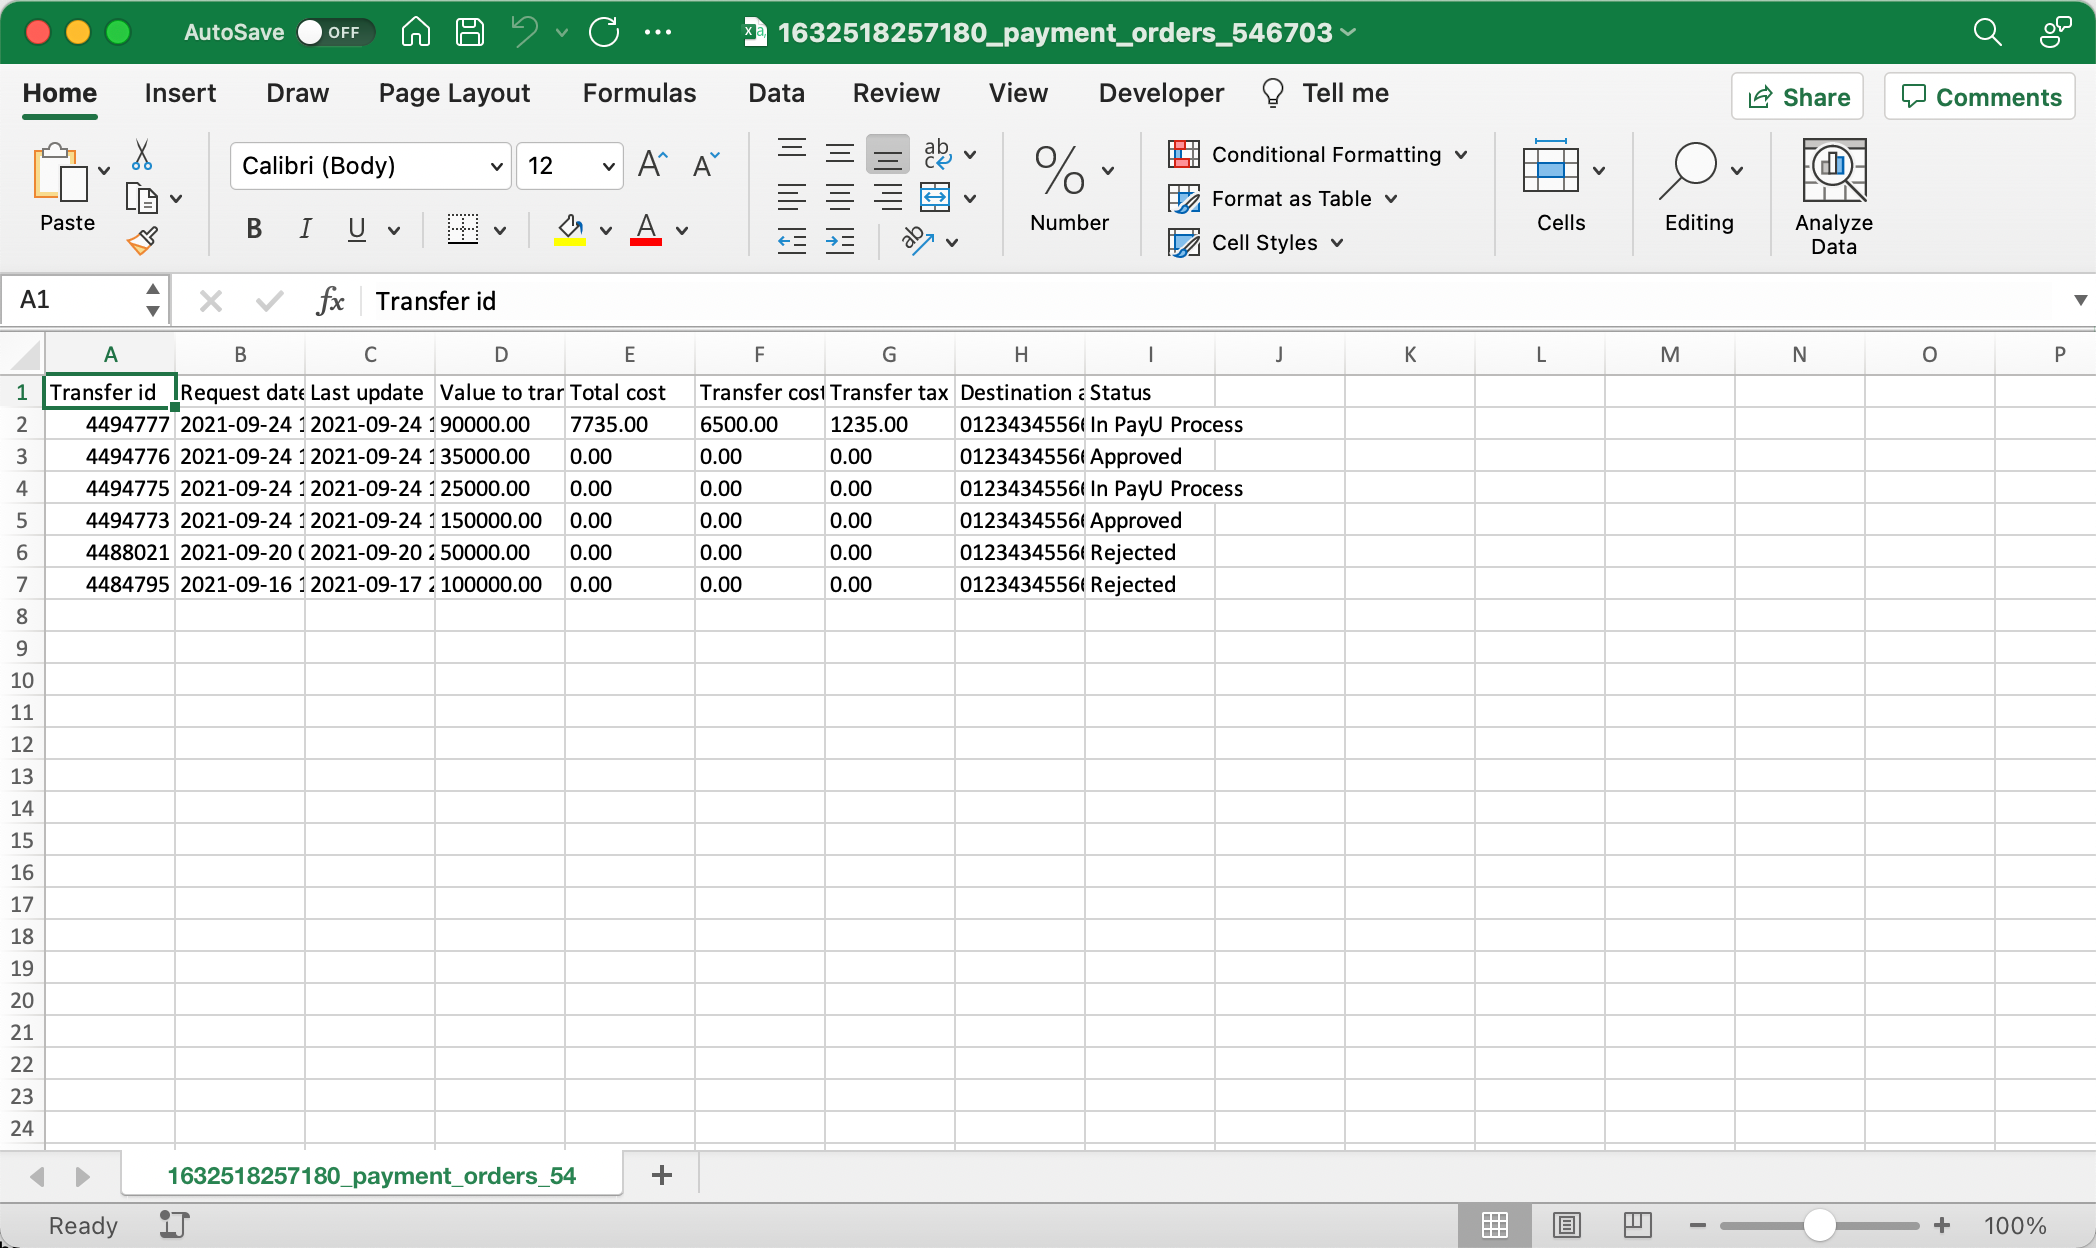 AutoSave OFF 1632518257180_payment_orders_546703
Home Insert Draw Page Layout Formulas Data Review View Developer Tell me Share Comments
Paste Calibri (Body) 12 B I U A Number Conditional Formatting Format as Table Cell Styles Cells Editing Analyze Data
A1 fx Transfer id
A B C D E F G H I J K L M N O P
1 Transfer id Request date Last update Value to tran Total cost Transfer cost Transfer tax Destination a Status
2 4494777 2021-09-24 1 2021-09-24 1 90000.00 7735.00 6500.00 1235.00 01234345566 In PayU Process
3 4494776 2021-09-24 1 2021-09-24 1 35000.00 0.00 0.00 0.00 01234345566 Approved
4 4494775 2021-09-24 1 2021-09-24 1 25000.00 0.00 0.00 0.00 01234345566 In PayU Process
5 4494773 2021-09-24 1 2021-09-24 1 150000.00 0.00 0.00 0.00 01234345566 Approved
6 4488021 2021-09-20 0 2021-09-20 2 50000.00 0.00 0.00 0.00 01234345566 Rejected
7 4484795 2021-09-16 1 2021-09-17 2 100000.00 0.00 0.00 0.00 01234345566 Rejected
8
9
10
11
12
13
14
15
16
17
18
19
20
21
22
23
24
1632518257180_payment_orders_54
Ready 100%